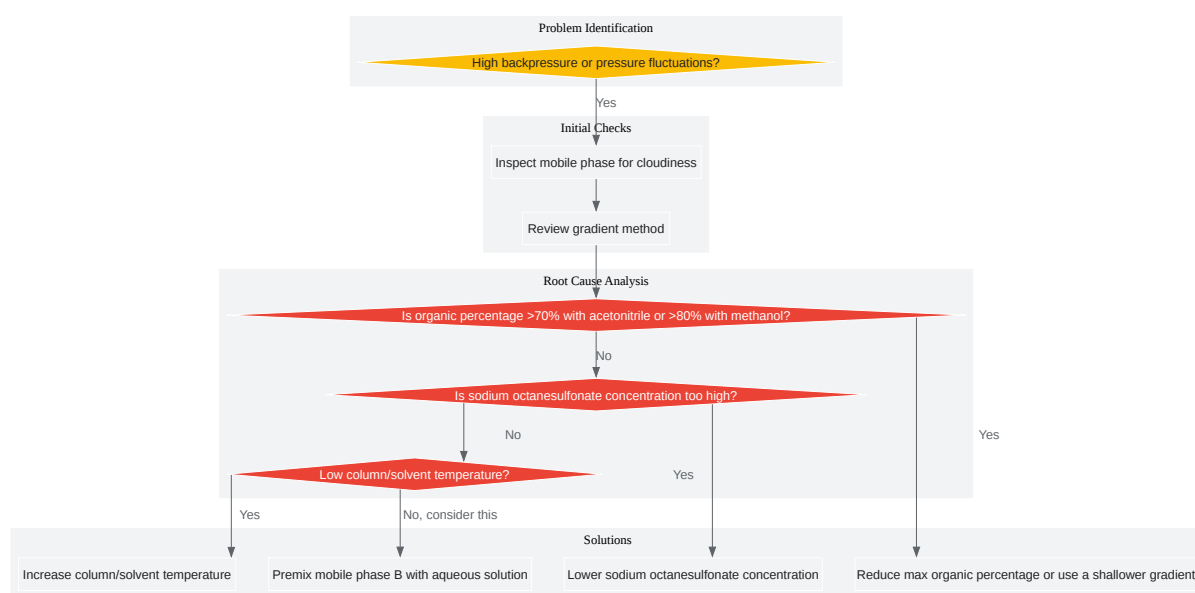 Problem Identification
High backpressure or pressure fluctuations?
Yes
Initial Checks
Inspect mobile phase for cloudiness
Review gradient method
Root Cause Analysis
Is organic percentage >70% with acetonitrile or >80% with methanol?
No
Is sodium octanesulfonate concentration too high?
No
Yes
Low column/solvent temperature?
Yes
Yes
No, consider this
Solutions
Increase column/solvent temperature
Premix mobile phase B with aqueous solution
Lower sodium octanesulfonate concentration
Reduce max organic percentage or use a shallower gradient